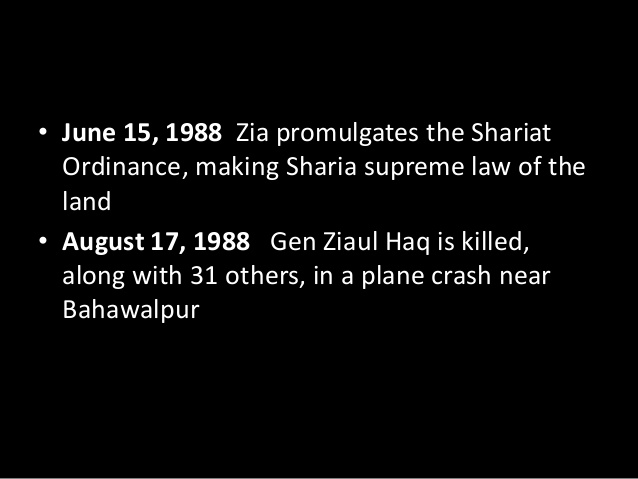 • June 15, 1988  Zia promulgates the Shariat
Ordinance, making Sharia supreme law of the
land
• August 17, 1988   Gen Ziaul Haq is killed,
along with 31 others, in a plane crash near
Bahawalpur